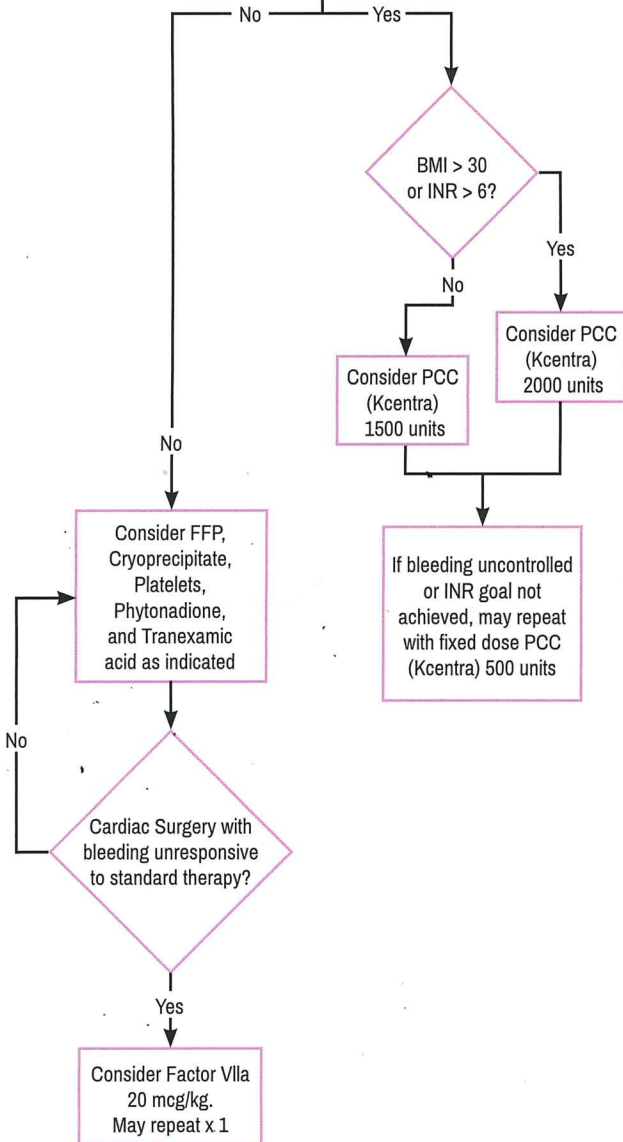 No
Yes
BMI > 30
or INR > 6?
Yes
No
Consider PCC
(Kcentra)
2000 units
Consider PCC
(Kcentra)
1500 units
No
Consider FFP,
Cryoprecipitate,
Platelets,
Phytonadione,
and Tranexamic
acid as indicated
If bleeding uncontrolled
or INR goal not
achieved, may repeat
with fixed dose PCC
(Kcentra) 500 units
No
Cardiac Surgery with
bleeding unresponsive
to standard therapy?
Yes
Consider Factor VIIa
20 mcg/kg.
May repeat x 1